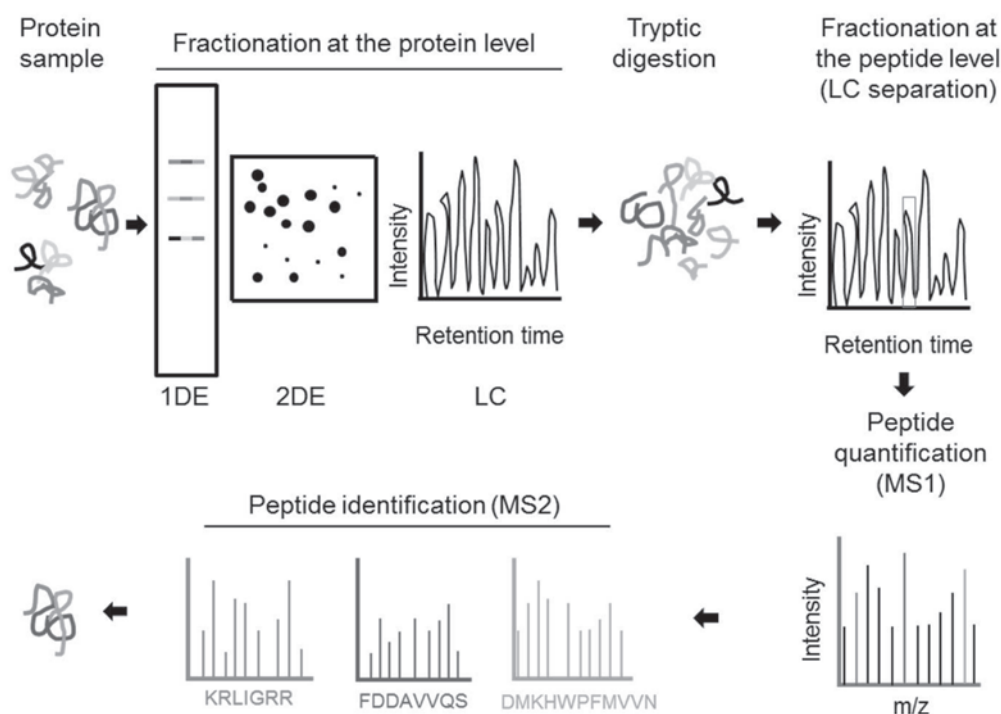 Protein
sample
Fractionation at the protein level
Tryptic
digestion
Fractionation at
the peptide level
(LC separation)
Intensity
Retention time
1DE
2DE
LC
Intensity
Retention time
Peptide
quantification
(MS1)
Peptide identification (MS2)
KRLIGRR
FDDAVVQS
DMKHWPFMVVN
Intensity
m/z